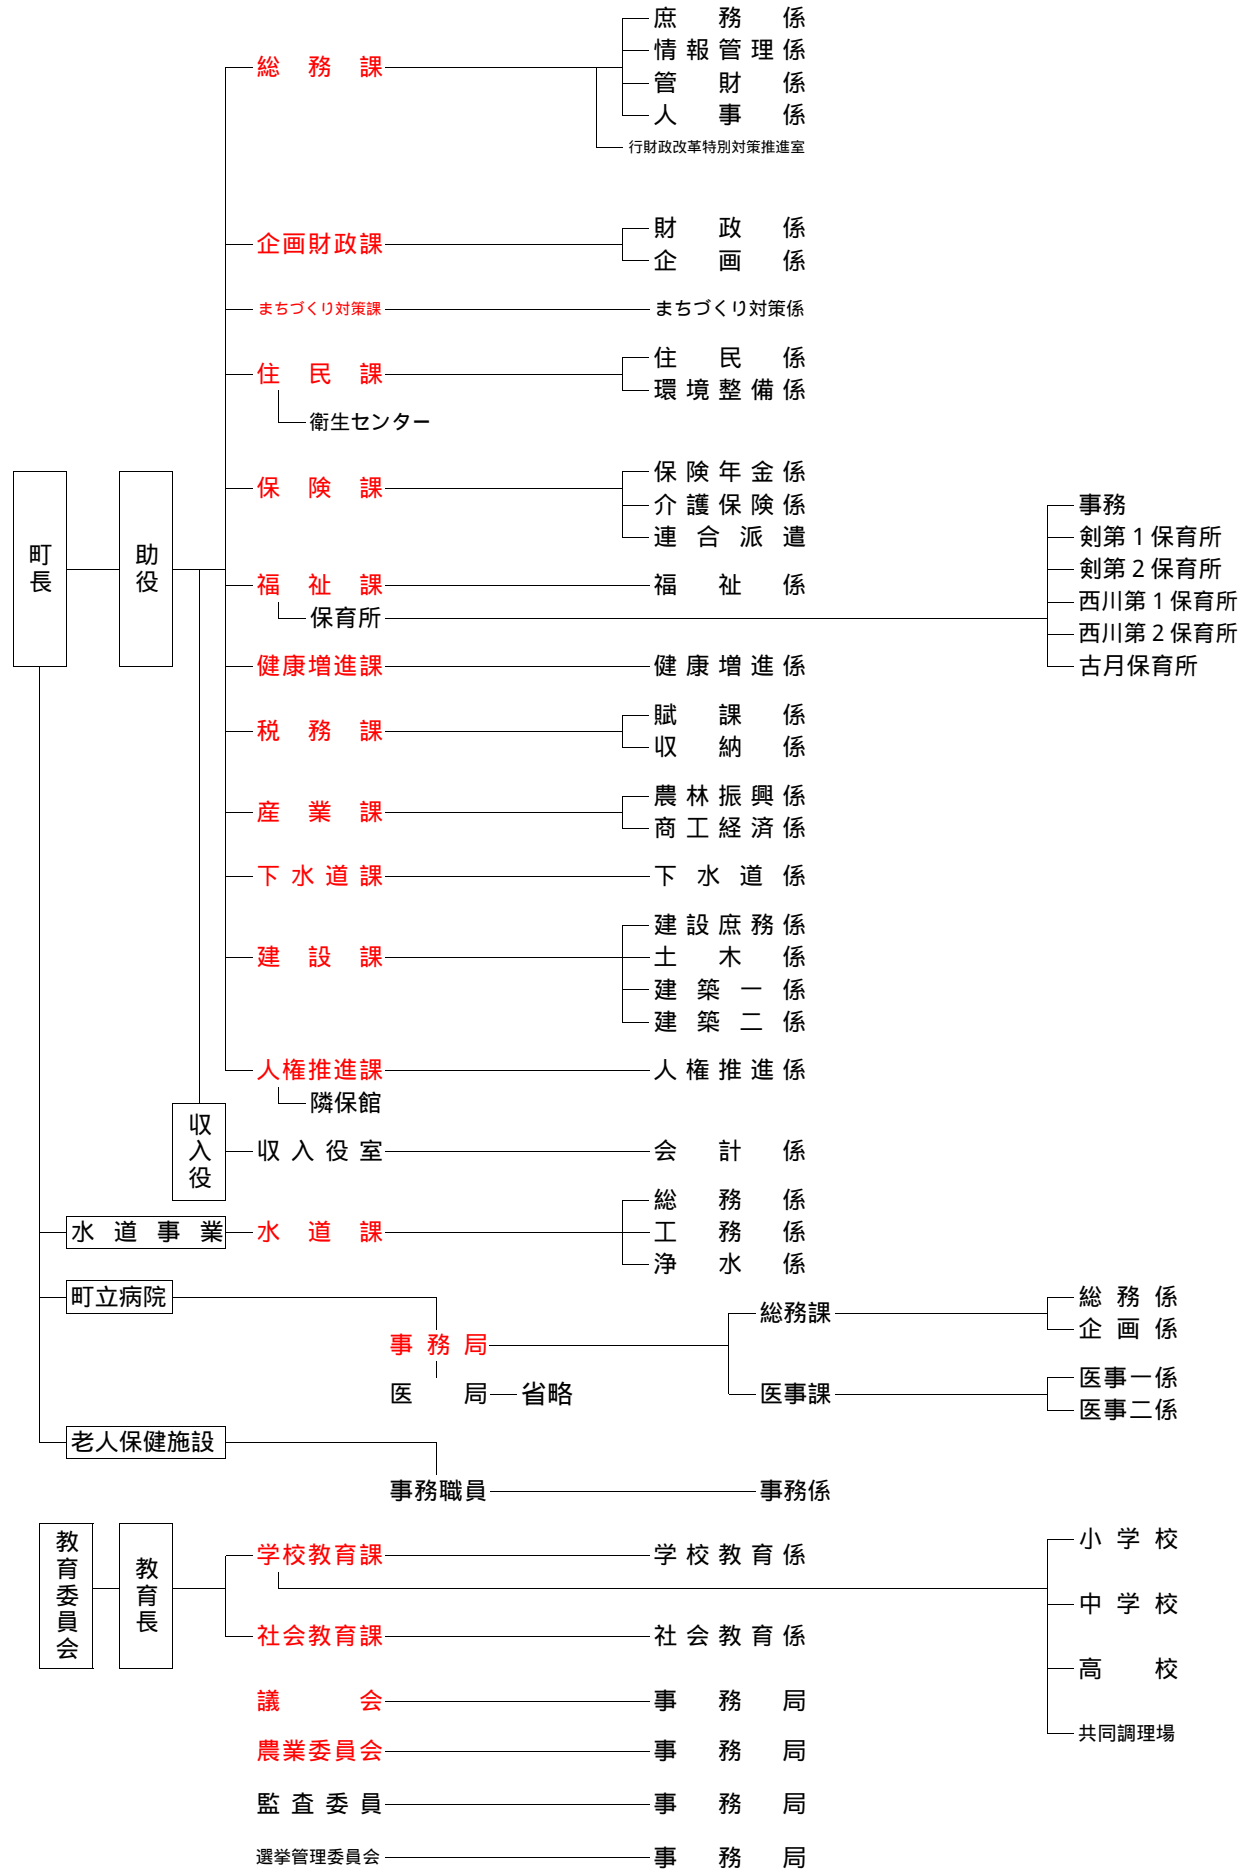 庶務係
総務課
情報管理係
管財係
人事係
行財政改革特別対策推進室
企画財政課
財政係
企画係
まちづくり対策課
まちづくり対策係
住民課
住民係
環境整備係
衛生センター
保険課
保険年金係
介護保険係
連合派遣
町長
助役
福祉課
福祉係
保育所
事務
剣第1保育所
剣第2保育所
西川第1保育所
西川第2保育所
古月保育所
健康増進課
健康増進係
税務課
賦課係
収納係
産業課
農林振興係
商工経済係
下水道課
下水道係
建設課
建設庶務係
土木係
建築一係
建築二係
人権推進課
人権推進係
隣保館
収入役
収入役室
会計係
水道事業
水道課
総務係
工務係
浄水係
町立病院
事務局
総務課
総務係
企画係
医局
省略
医事課
医事一係
医事二係
老人保健施設
事務職員
事務係
教育委員会
教育長
学校教育課
学校教育係
小学校
中学校
高校
共同調理場
社会教育課
社会教育係
議会
事務局
農業委員会
事務局
監査委員
事務局
選挙管理委員会
事務局